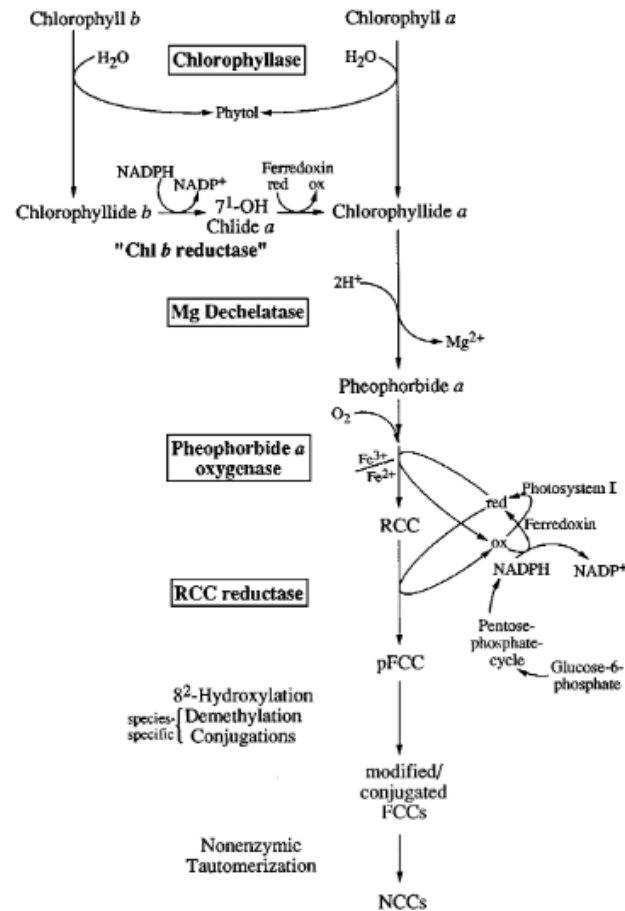 Chlorophyll b
Chlorophyll a
H2O
Chlorophyllase
H2O
Phytol
NADPH
NADP+
Ferredoxin
red ox
Chlorophyllide b
7¹-OH
Chlide a
Chlorophyllide a
"Chl b reductase"
2H+
Mg Dechelatase
Mg2+
Pheophorbide a
O2
Pheophorbide a
oxygenase
Fe3+
Fe2+
Photosystem I
red
Ferredoxin
RCC
ox
NADPH
NADP+
RCC reductase
Pentose-
phosphate-
cycle
Glucose-6-
phosphate
pFCC
8²-Hydroxylation
species-
specific
Demethylation
Conjugations
modified/
conjugated
FCCs
Nonenzymic
Tautomerization
NCCs